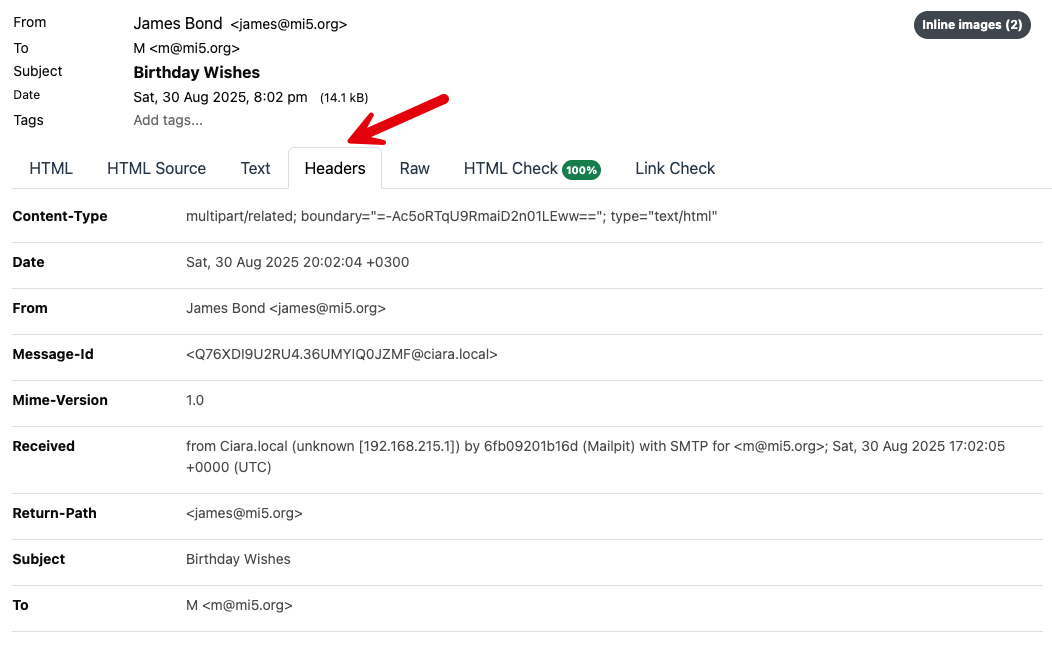 From James Bond <james@mi5.org> Inline images (2)
To M <m@mi5.org>
Subject Birthday Wishes
Date Sat, 30 Aug 2025, 8:02 pm (14.1 kB)
Tags Add tags...
HTML HTML Source Text Headers Raw HTML Check 100% Link Check
Content-Type multipart/related; boundary="=-Ac5oRTqU9RmaiD2n01LEww=="; type="text/html"
Date Sat, 30 Aug 2025 20:02:04 +0300
From James Bond <james@mi5.org>
Message-Id <Q76XDI9U2RU4.36UMYIQ0JZMF@ciara.local>
Mime-Version 1.0
Received from Ciara.local (unknown [192.168.215.1]) by 6fb09201b16d (Mailpit) with SMTP for <m@mi5.org>; Sat, 30 Aug 2025 17:02:05
+0000 (UTC)
Return-Path <james@mi5.org>
Subject Birthday Wishes
To M <m@mi5.org>